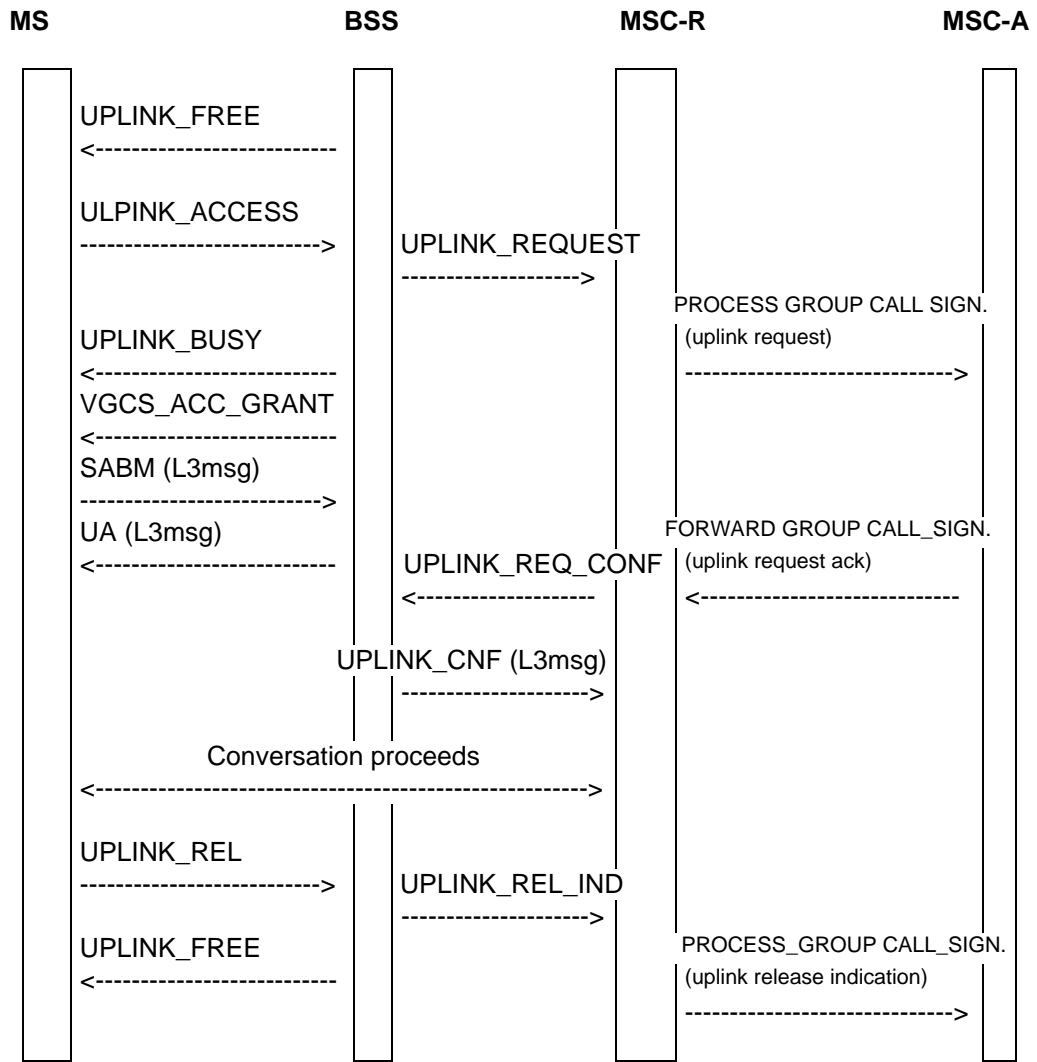 MS BSS MSC-R MSC-A
UPLINK_FREE
<---------------------------
ULPINK_ACCESS
--------------------------->
UPLINK_REQUEST
-------------------->
PROCESS GROUP CALL SIGN.
(uplink request)
------------------------------>
UPLINK_BUSY
<---------------------------
VGCS_ACC_GRANT
<---------------------------
SABM (L3msg)
--------------------------->
UA (L3msg)
<---------------------------
FORWARD GROUP CALL_SIGN.
(uplink request ack)
<-----------------------------
UPLINK_REQ_CONF
<--------------------
UPLINK_CNF (L3msg)
--------------------->
Conversation proceeds
<------------------------------------------------------->
UPLINK_REL
--------------------------->
UPLINK_REL_IND
--------------------->
UPLINK_FREE
<---------------------------
PROCESS_GROUP CALL_SIGN.
(uplink release indication)
------------------------------>